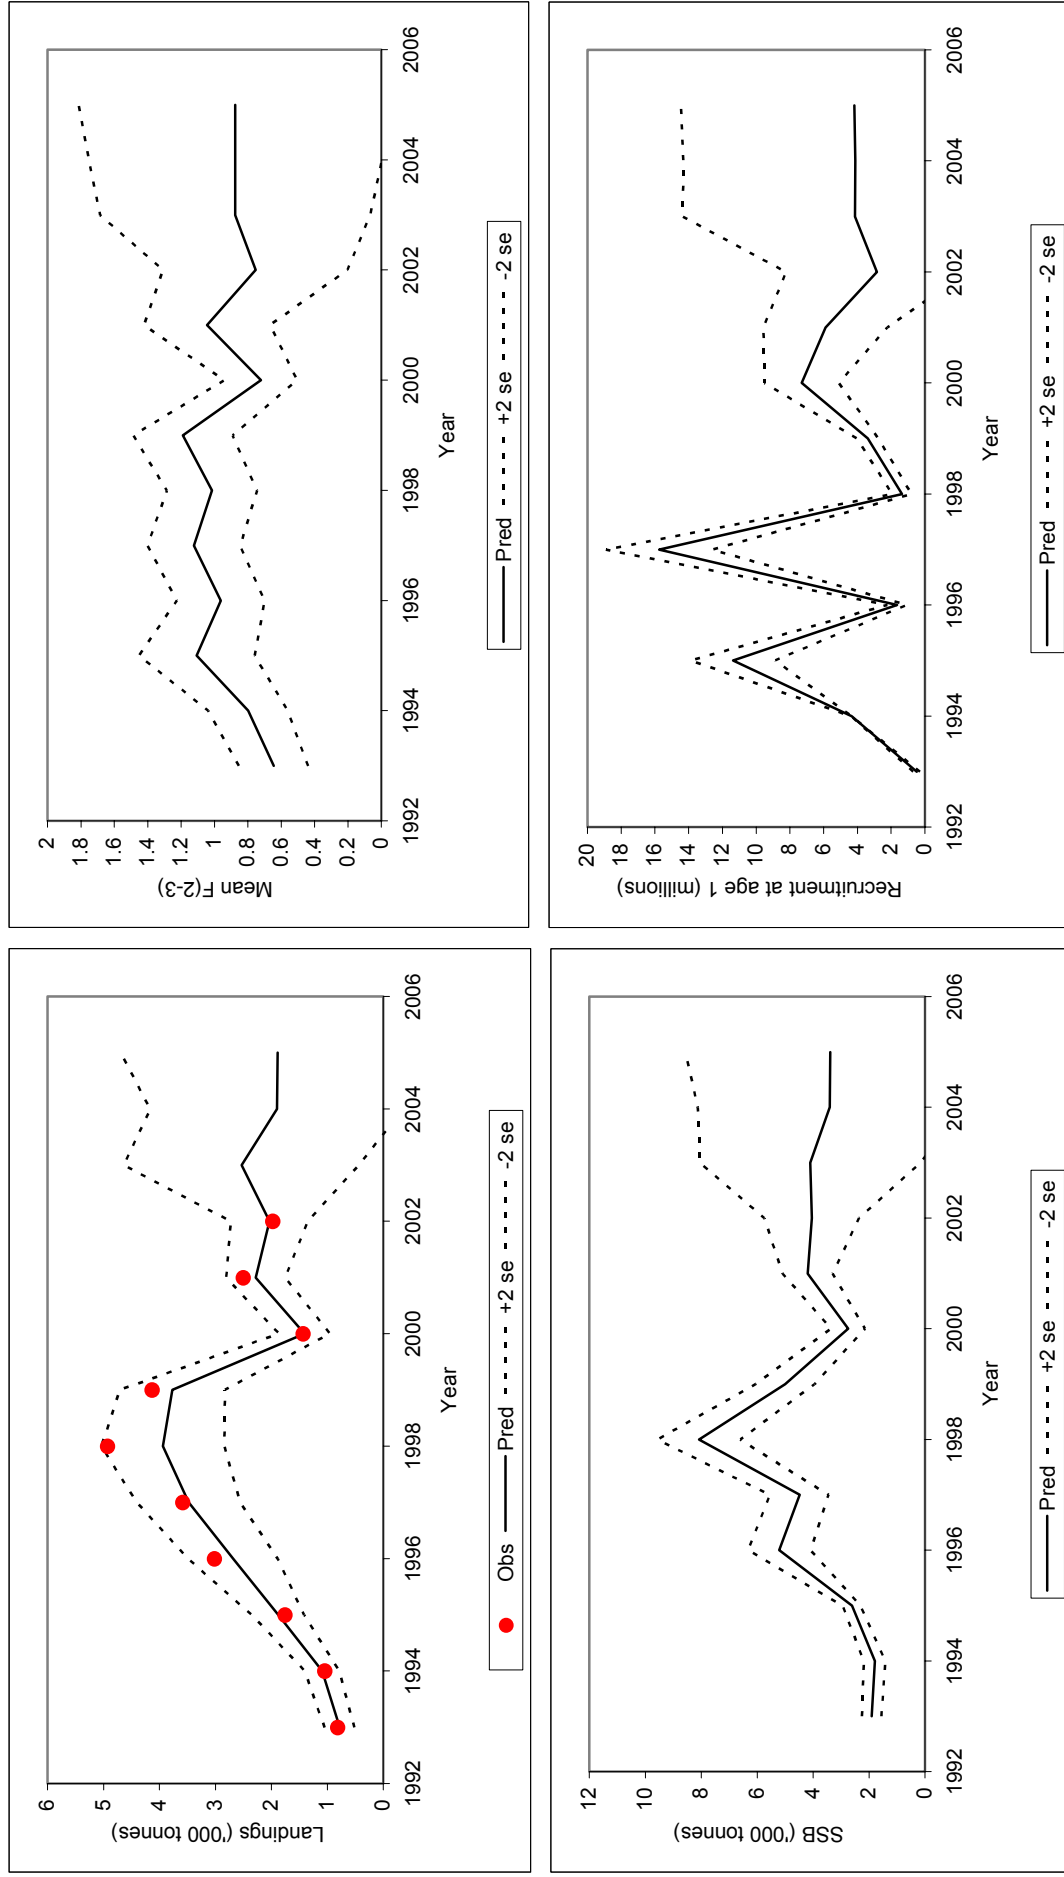 Landings ('000 tonnes)
6
5
4
3
2
1
0
1992 1994 1996 1998 2000 2002 2004 2006
Year
Obs Pred +2 se -2 se
Mean F(2-3)
2
1.8
1.6
1.4
1.2
1
0.8
0.6
0.4
0.2
0
1992 1994 1996 1998 2000 2002 2004 2006
Year
Pred +2 se -2 se
SSB ('000 tonnes)
12
10
8
6
4
2
0
1992 1994 1996 1998 2000 2002 2004 2006
Year
Pred +2 se -2 se
Recruitment at age 1 (millions)
20
18
16
14
12
10
8
6
4
2
0
1992 1994 1996 1998 2000 2002 2004 2006
Year
Pred +2 se -2 se